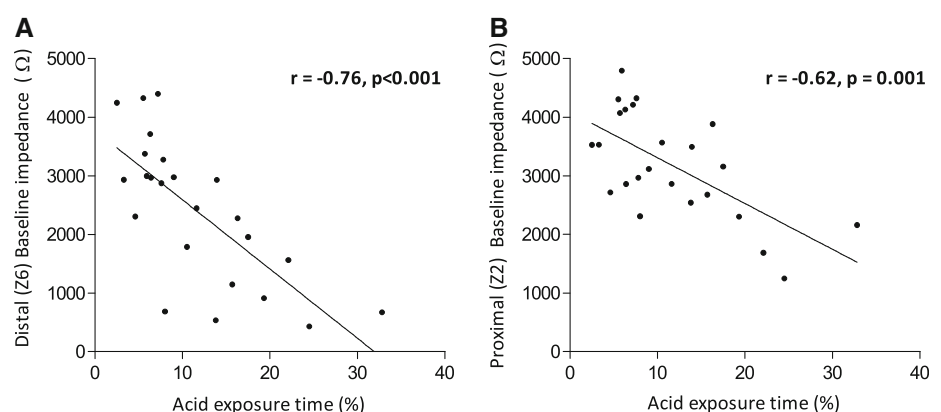 A
Distal (Z6) Baseline impedance ( Ω)
5000
4000
3000
2000
1000
0
r = -0.76, p<0.001
0 10 20 30 40
Acid exposure time (%)
B
Proximal (Z2) Baseline impedance ( Ω)
5000
4000
3000
2000
1000
0
r = -0.62, p = 0.001
0 10 20 30 40
Acid exposure time (%)